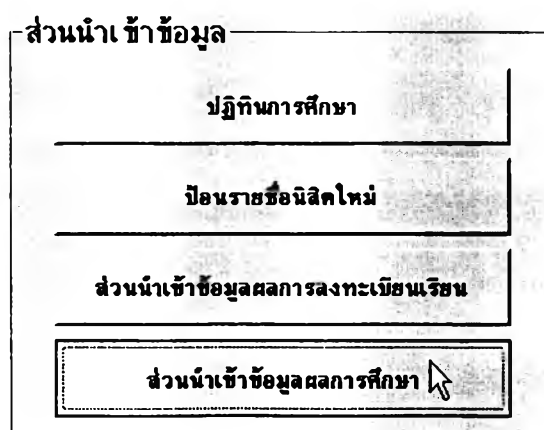 ส่วนนำเข้าข้อมูล
ปฏิทินการศึกษา
ป้อนรายชื่อนิสิตใหม่
ส่วนนำเข้าข้อมูลผลการลงทะเบียนเรียน
ส่วนนำเข้าข้อมูลผลการศึกษา